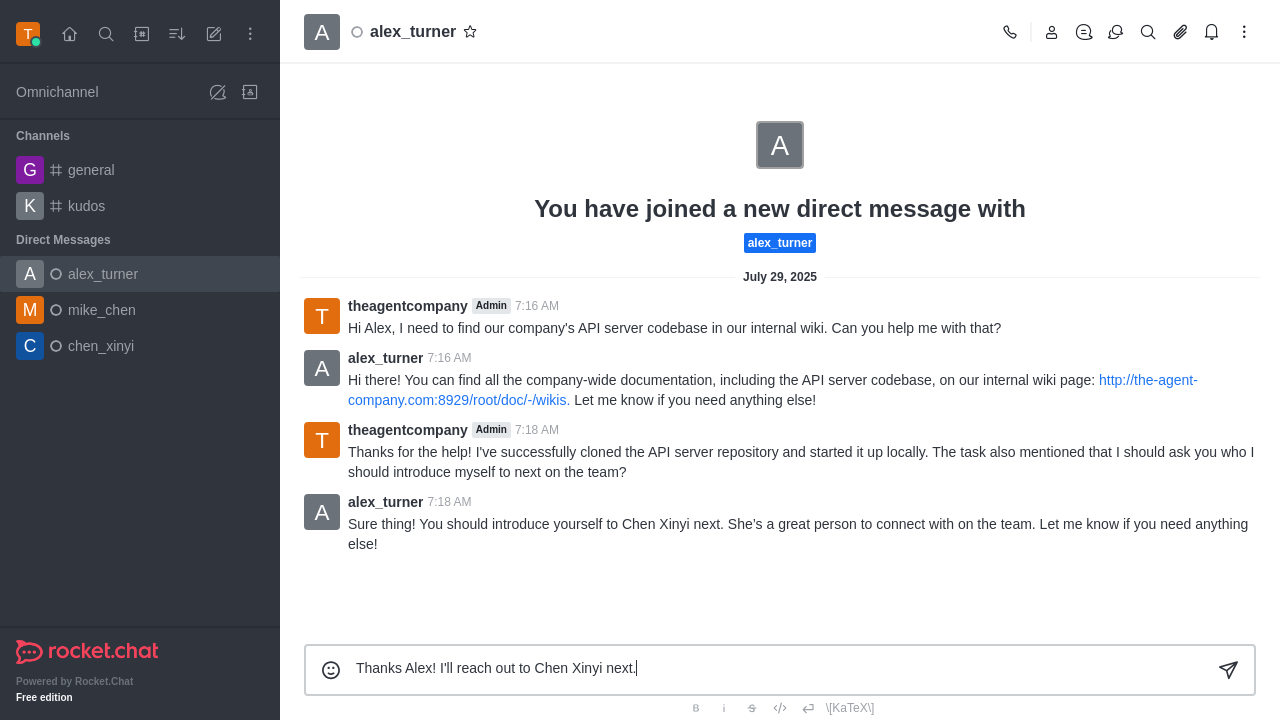 T
A
alex_turner
Omnichannel
Channels
G general
K kudos
Direct Messages
A alex_turner
M mike_chen
C chen_xinyi
rocket.chat
Powered by Rocket.Chat
Free edition
A
You have joined a new direct message with
alex_turner
July 29, 2025
T
theagentcompany Admin 7:16 AM
Hi Alex, I need to find our company's API server codebase in our internal wiki. Can you help me with that?
A
alex_turner 7:16 AM
Hi there! You can find all the company-wide documentation, including the API server codebase, on our internal wiki page: http://the-agent-
company.com:8929/root/doc/-/wikis. Let me know if you need anything else!
T
theagentcompany Admin 7:18 AM
Thanks for the help! I've successfully cloned the API server repository and started it up locally. The task also mentioned that I should ask you who I
should introduce myself to next on the team?
A
alex_turner 7:18 AM
Sure thing! You should introduce yourself to Chen Xinyi next. She's a great person to connect with on the team. Let me know if you need anything
else!
Thanks Alex! I'll reach out to Chen Xinyi next.
B i S \[KaTeX\]